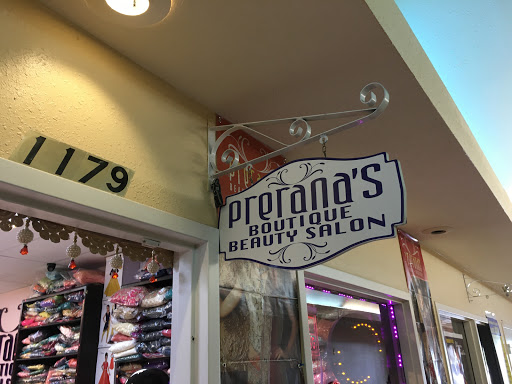 1179
Prerana's
BOUTIQUE
BEAUTY SALON